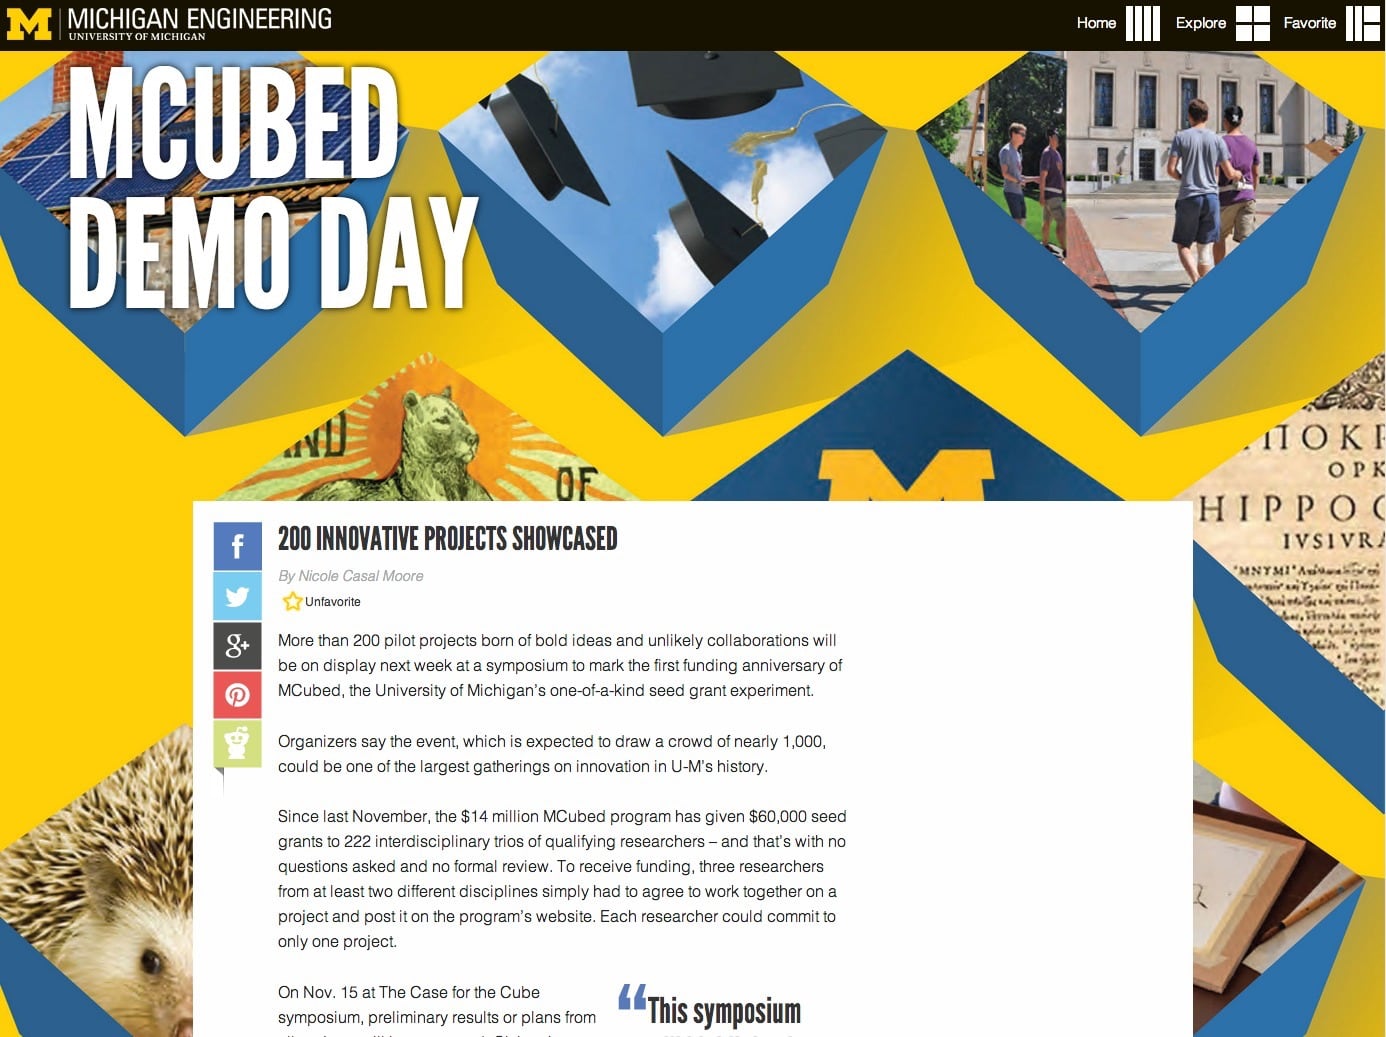 M
MICHIGAN ENGINEERING
UNIVERSITY OF MICHIGAN
Home
Explore
Favorite
MCUBED
DEMO DAY
OF
M
HIPPOC
200 INNOVATIVE PROJECTS SHOWCASED
By Nicole Casal Moore
Unfavorite
More than 200 pilot projects born of bold ideas and unlikely collaborations will
be on display next week at a symposium to mark the first funding anniversary of
MCubed, the University of Michigan’s one-of-a-kind seed grant experiment.
Organizers say the event, which is expected to draw a crowd of nearly 1,000,
could be one of the largest gatherings on innovation in U-M’s history.
Since last November, the $14 million MCubed program has given $60,000 seed
grants to 222 interdisciplinary trios of qualifying researchers – and that’s with no
questions asked and no formal review. To receive funding, three researchers
from at least two different disciplines simply had to agree to work together on a
project and post it on the program’s website. Each researcher could commit to
only one project.
On Nov. 15 at The Case for the Cube
symposium, preliminary results or plans from
“This symposium